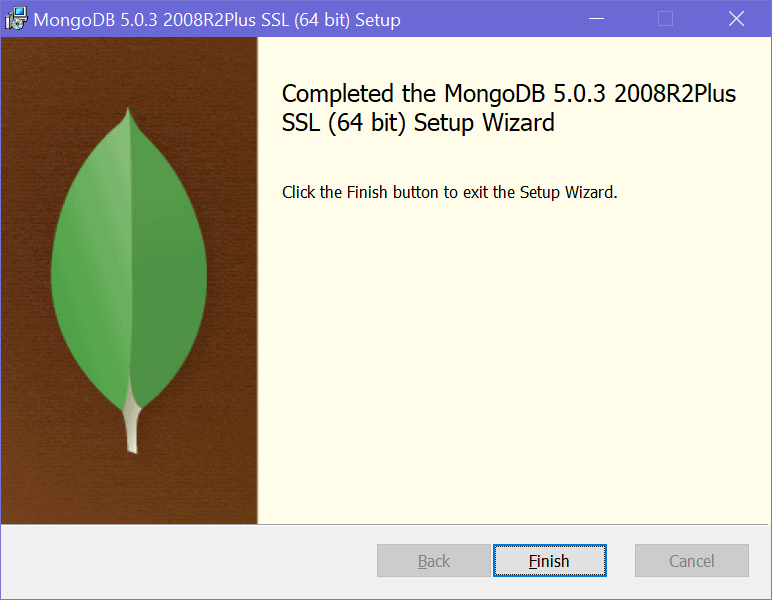 MongoDB 5.0.3 2008R2Plus SSL (64 bit) Setup
Completed the MongoDB 5.0.3 2008R2Plus
SSL (64 bit) Setup Wizard
Click the Finish button to exit the Setup Wizard.
Back Finish Cancel